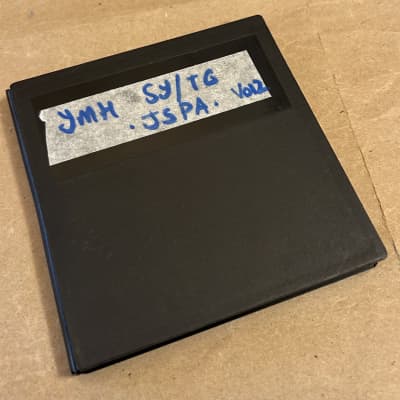 YMH SY/TG
.JSPA. Vol2